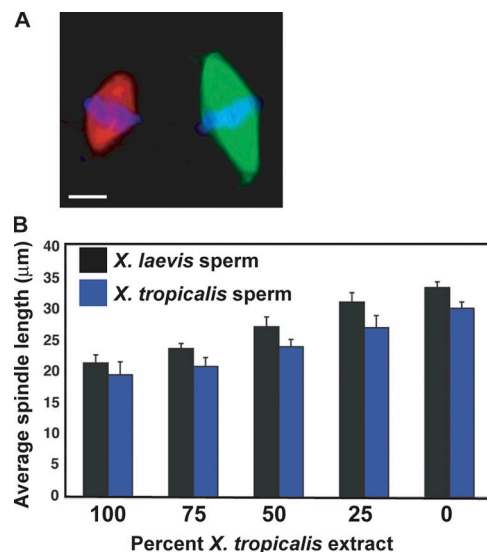 A
B
Average spindle length (μm)
40
35
30
25
20
15
10
5
0
X. laevis sperm
X. tropicalis sperm
100 75 50 25 0
Percent X. tropicalis extract